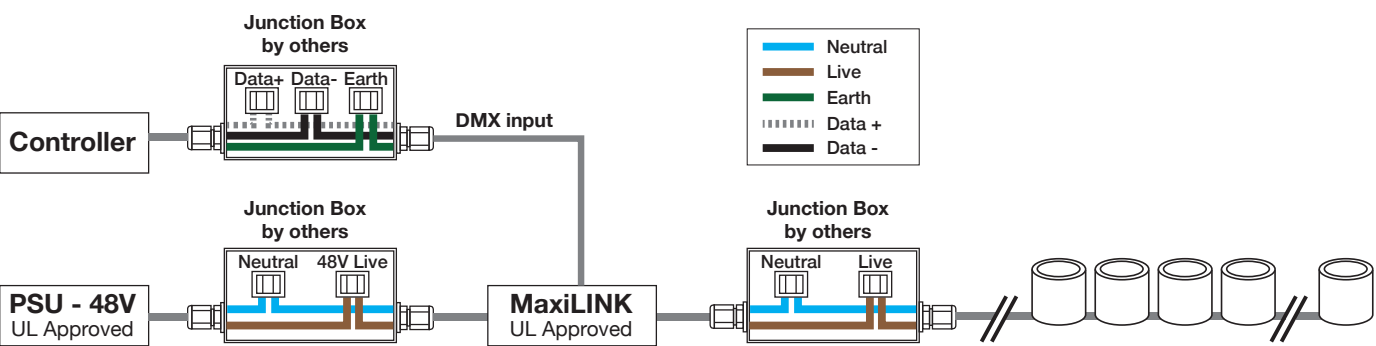 Junction Box
by others
Data+ Data- Earth
Controller
DMX input
Neutral
Live
Earth
Data +
Data -
Junction Box
by others
Neutral 48V Live
PSU - 48V
UL Approved
MaxiLINK
UL Approved
Junction Box
by others
Neutral Live